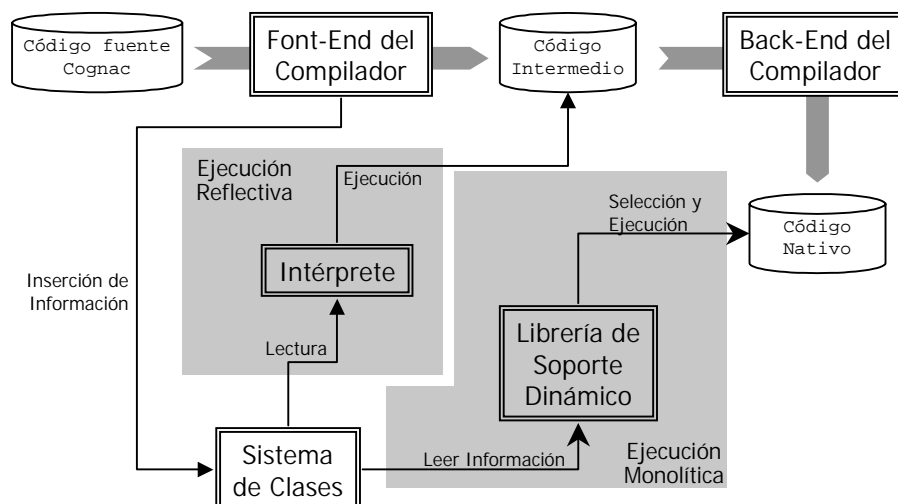 Código fuente
Cognac
Font-End del
Compilador
Código
Intermedio
Back-End del
Compilador
Ejecución
Reflectiva
Ejecución
Selección y
Ejecución
Código
Nativo
Intérprete
Inserción de
Información
Librería de
Soporte
Dinámico
Lectura
Sistema
de Clases
Leer Información
Ejecución
Monolítica